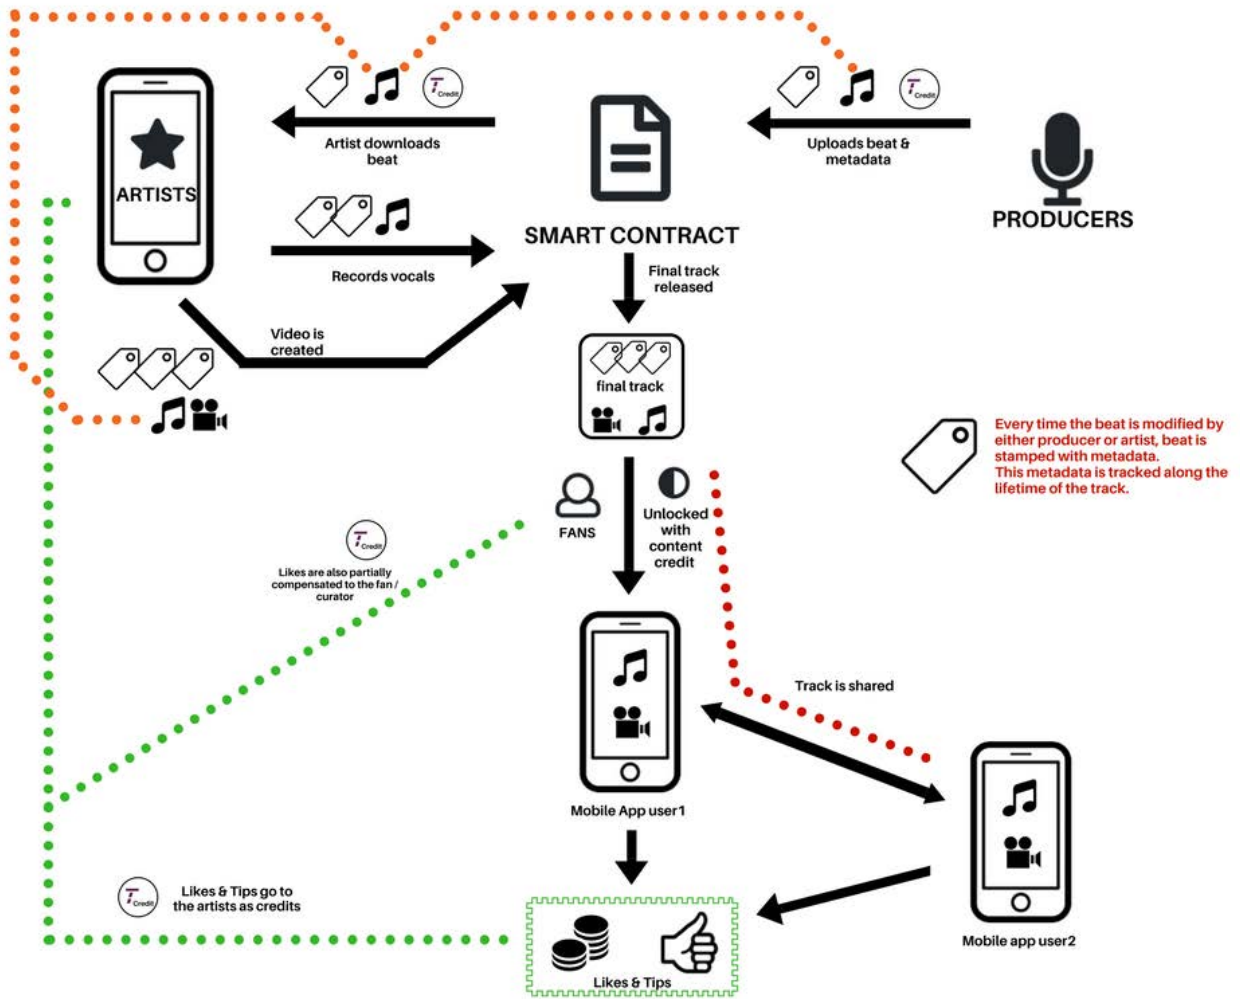 T Credit
T Credit
Artist downloads
beat
Uploads beat &
metadata
ARTISTS
PRODUCERS
SMART CONTRACT
Records vocals
Final track
released
Video is
created
final track
Every time the beat is modified by
either producer or artist, beat is
stamped with metadata.
This metadata is tracked along the
lifetime of the track.
FANS
Unlocked
with
content
credit
T Credit
Likes are also partially
compensated to the fan /
curator
Track is shared
Mobile App user1
T Credit
Likes & Tips go to
the artists as credits
Mobile app user2
Likes & Tips